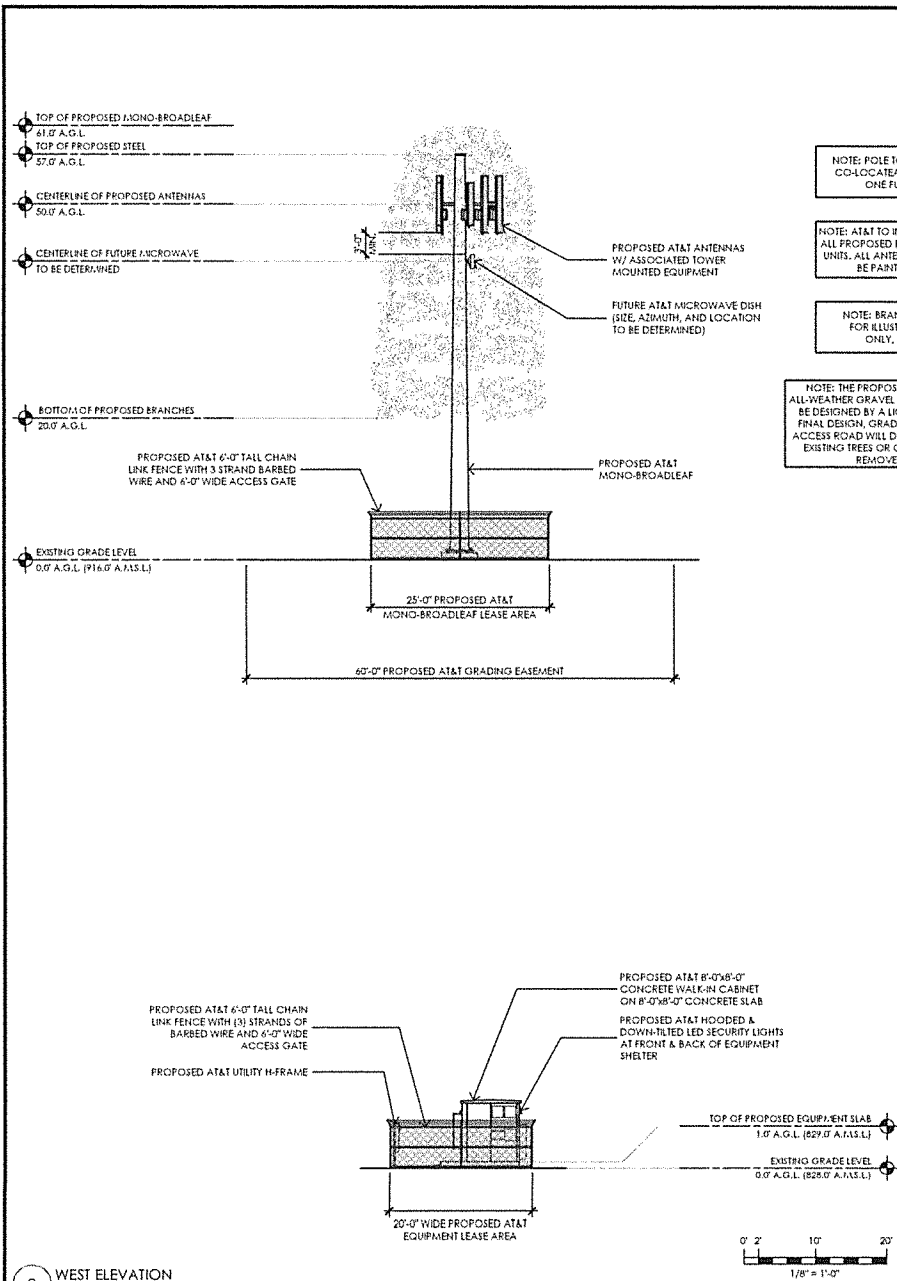 TOP OF PROPOSED MONO-BROADLEAF
61.0' A.G.L.
TOP OF PROPOSED STEEL
57.0' A.G.L.
CENTERLINE OF PROPOSED ANTENNAS
50.0' A.G.L.
3'-0"
MIN.
CENTERLINE OF FUTURE MICROWAVE
TO BE DETERMINED
PROPOSED AT&T ANTENNAS
W/ ASSOCIATED TOWER
MOUNTED EQUIPMENT
FUTURE AT&T MICROWAVE DISH
(SIZE, AZIMUTH, AND LOCATION
TO BE DETERMINED)
NOTE: POLE TO
CO-LOCATEA
ONE FU
NOTE: AT&T TO IN
ALL PROPOSED
UNITS. ALL ANTE
BE PAINT
NOTE: BRAN
FOR ILLUST
ONLY,
NOTE: THE PROPOS
ALL-WEATHER GRAVEL
BE DESIGNED BY A LI
FINAL DESIGN, GRAD
ACCESS ROAD WILL D
EXISTING TREES OR
REMOVE
BOTTOM OF PROPOSED BRANCHES
20.0' A.G.L.
PROPOSED AT&T 6'-0" TALL CHAIN
LINK FENCE WITH 3 STRAND BARBED
WIRE AND 6'-0" WIDE ACCESS GATE
PROPOSED AT&T
MONO-BROADLEAF
EXISTING GRADE LEVEL
0.0' A.G.L. (916.0' A.M.S.L.)
25'-0" PROPOSED AT&T
MONO-BROADLEAF LEASE AREA
60'-0" PROPOSED AT&T GRADING EASEMENT
PROPOSED AT&T 8'-0"x8'-0"
CONCRETE WALK-IN CABINET
ON 8'-0"x8'-0" CONCRETE SLAB
PROPOSED AT&T HOODED &
DOWN-TILTED LED SECURITY LIGHTS
AT FRONT & BACK OF EQUIPMENT
SHELTER
PROPOSED AT&T 6'-0" TALL CHAIN
LINK FENCE WITH (3) STRANDS OF
BARBED WIRE AND 6'-0" WIDE
ACCESS GATE
PROPOSED AT&T UTILITY H-FRAME
TOP OF PROPOSED EQUIPMENT SLAB
1.0' A.G.L. (829.0' A.M.S.L.)
EXISTING GRADE LEVEL
0.0' A.G.L. (828.0' A.M.S.L.)
20'-0" WIDE PROPOSED AT&T
EQUIPMENT LEASE AREA
0' 2' 10' 20'
1/8" = 1'-0"
WEST ELEVATION